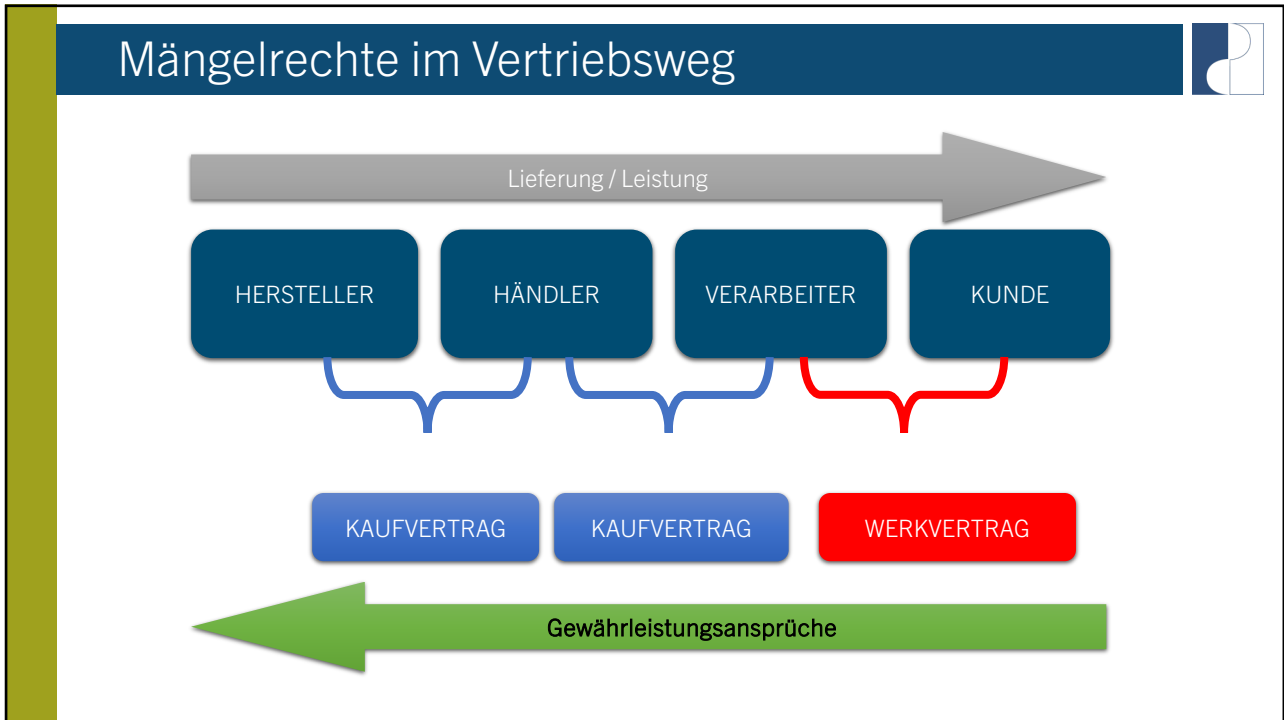 Mängelrechte im Vertriebsweg
Lieferung / Leistung
HERSTELLER
HÄNDLER
VERARBEITER
KUNDE
KAUFVERTRAG
KAUFVERTRAG
WERKVERTRAG
Gewährleistungsansprüche